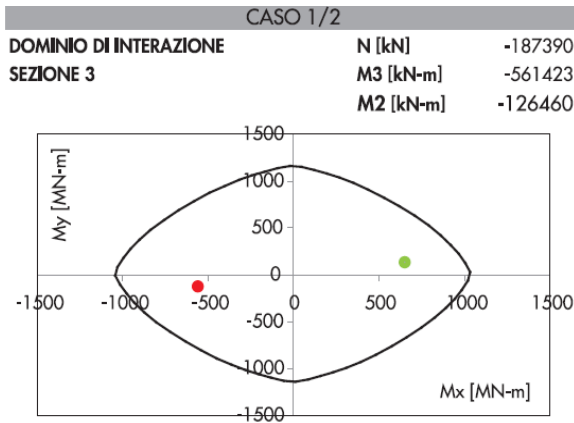 CASO 1/2
DOMINIO DI INTERAZIONE N [kN] -187390
SEZIONE 3 M3 [kN-m] -561423
M2 [kN-m] -126460
1500
1000
500
0
My [MN-m]
-1500 -1000 -500 0 500 1000 1500
-500
-1000
Mx [MN-m]
-1500